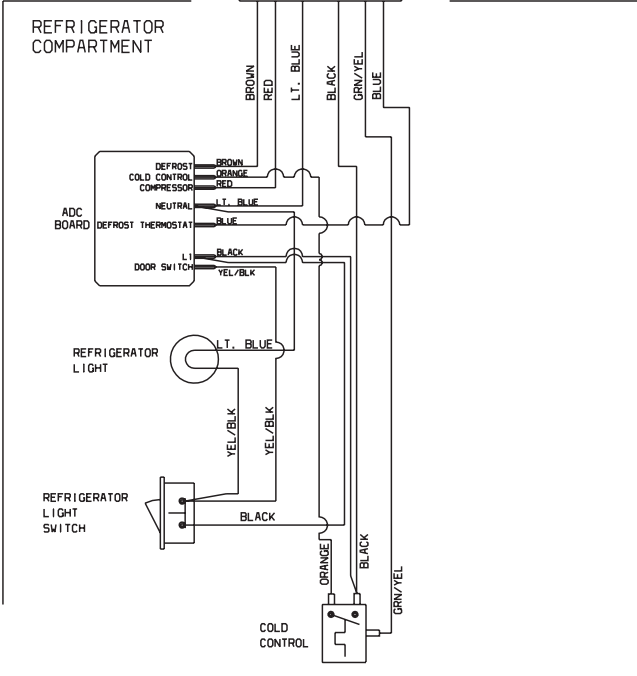 REFRIGERATOR
COMPARTMENT
BROWN
RED
LT. BLUE
BLACK
GRN/YEL
BLUE
ADC
BOARD
DEFROST
COLD CONTROL
COMPRESSOR
NEUTRAL
DEFROST THERMOSTAT
L1
DOOR SWITCH
BROWN
ORANGE
RED
LT. BLUE
BLUE
BLACK
YEL/BLK
REFRIGERATOR
LIGHT
LT. BLUE
YEL/BLK
YEL/BLK
REFRIGERATOR
LIGHT
SWITCH
BLACK
ORANGE
BLACK
GRN/YEL
COLD
CONTROL